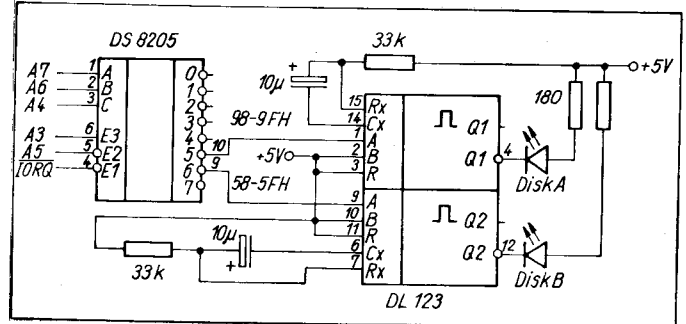 DS 8205
A7 1 A
A6 2 B
A4 3 C
A3 6 E3
A5 5 E2
IORQ 4 E1
0
1
2
3
4
10 5
9 6
7
98-9FH
58-5FH
+5V
33k
10µ
+
+5V
180
15 Rx
14 Cx
1 A
2 B
3 R
Q1
Q1 4
DiskA
9 A
10 B
11 R
6 Cx
7 Rx
Q2
Q2 12
DiskB
33k
10µ
+
DL 123